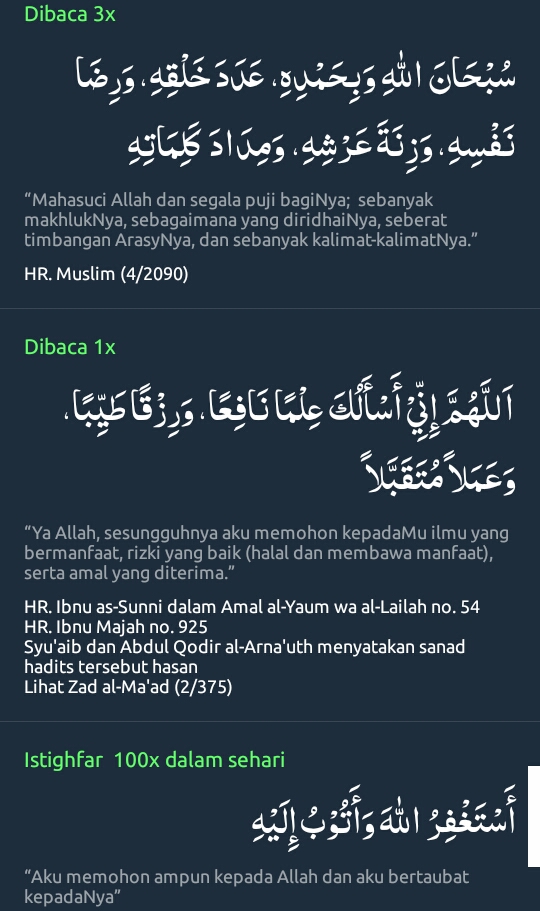 Dibaca 3x
سُبْحَانَ اللهِ وَبِحَمْدِهِ، عَدَدَ خَلْقِهِ، وَرِضَا
نَفْسِهِ، وَزِنَةَ عَرْشِهِ، وَمِدَادَ كَلِمَاتِهِ
“Mahasuci Allah dan segala puji bagiNya;  sebanyak
makhlukNya, sebagaimana yang diridhaiNya, seberat
timbangan ArasyNya, dan sebanyak kalimat-kalimatNya.”
HR. Muslim (4/2090)
Dibaca 1x
اَللَّهُمَّ إِنِّيْ أَسْأَلُكَ عِلْمًا نَافِعًا، وَرِزْقًا طَيِّبًا،
وَعَمَلاً مُتَقَبَّلاً
“Ya Allah, sesungguhnya aku memohon kepadaMu ilmu yang
bermanfaat, rizki yang baik (halal dan membawa manfaat),
serta amal yang diterima.”
HR. Ibnu as-Sunni dalam Amal al-Yaum wa al-Lailah no. 54
HR. Ibnu Majah no. 925
Syu'aib dan Abdul Qodir al-Arna'uth menyatakan sanad
hadits tersebut hasan
Lihat Zad al-Ma'ad (2/375)
Istighfar  100x dalam sehari
أَسْتَغْفِرُ اللهَ وَأَتُوْبُ إِلَيْهِ
“Aku memohon ampun kepada Allah dan aku bertaubat
kepadaNya”